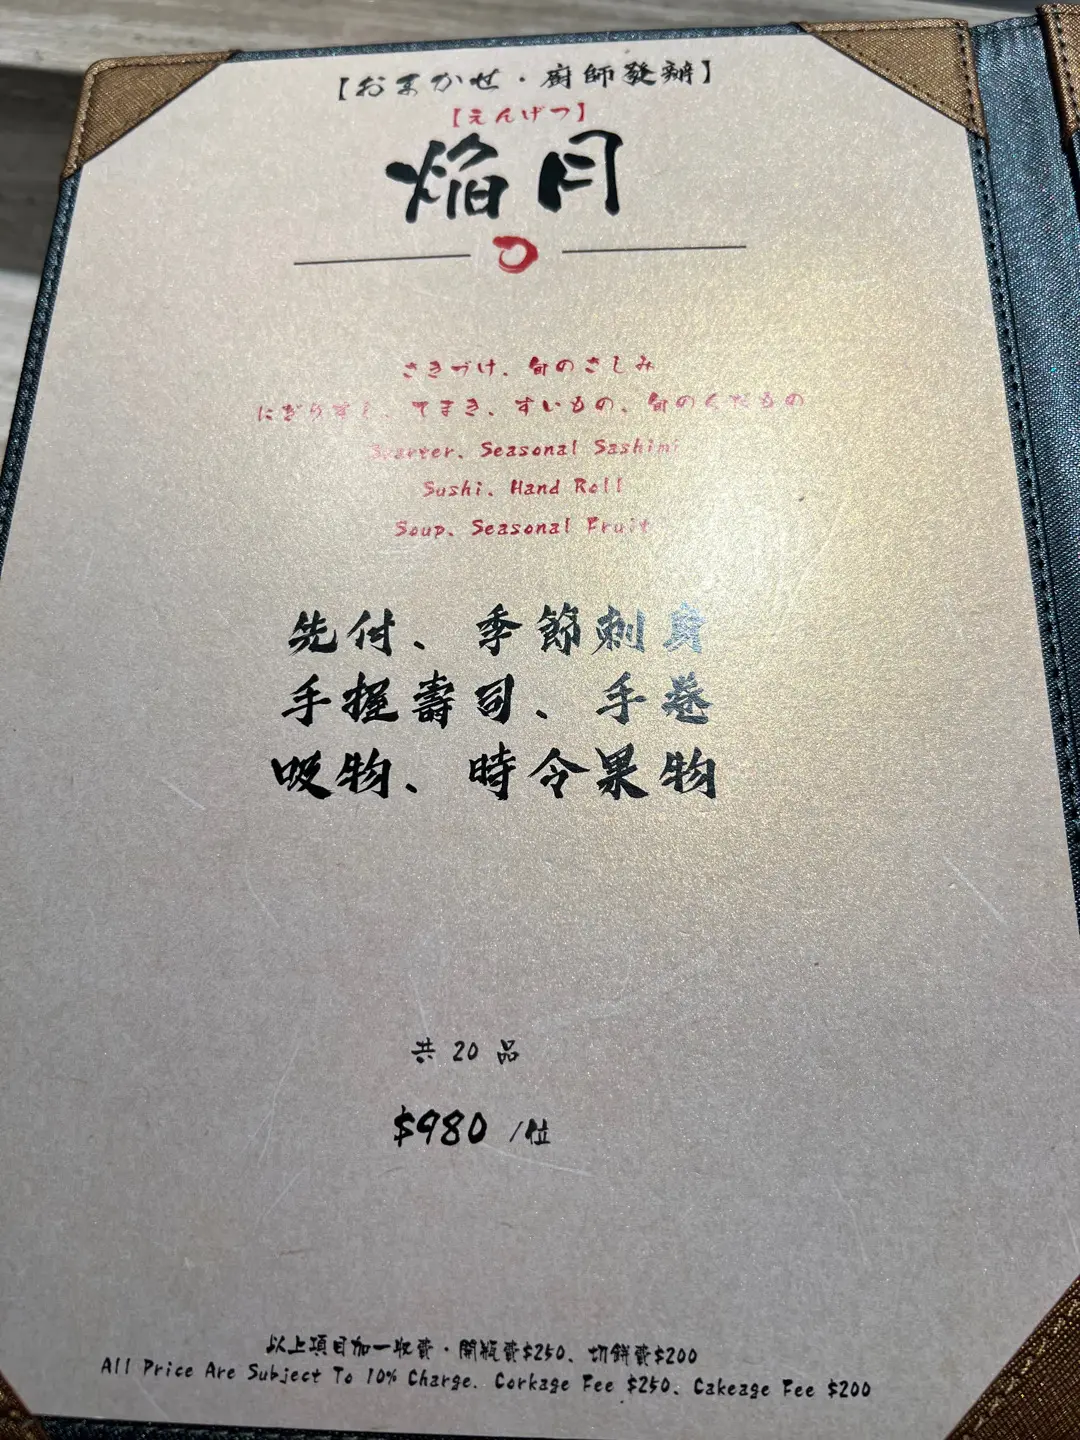 【おまかせ・廚師發辦】
【えんげつ】
焔月
さきづけ、旬のさしみ
にぎりすし、てまき、すいもの、旬のくだもの
Starter、Seasonal Sashimi
Sushi、Hand Roll
Soup、Seasonal Fruit
先付、季節刺身
手握壽司、手卷
吸物、時令果物
共 20 品
$980 /位
以上項目加一收費・開瓶費$250、切餅費$200
All Price Are Subject To 10% Charge. Corkage Fee $250、Cakeage Fee $200